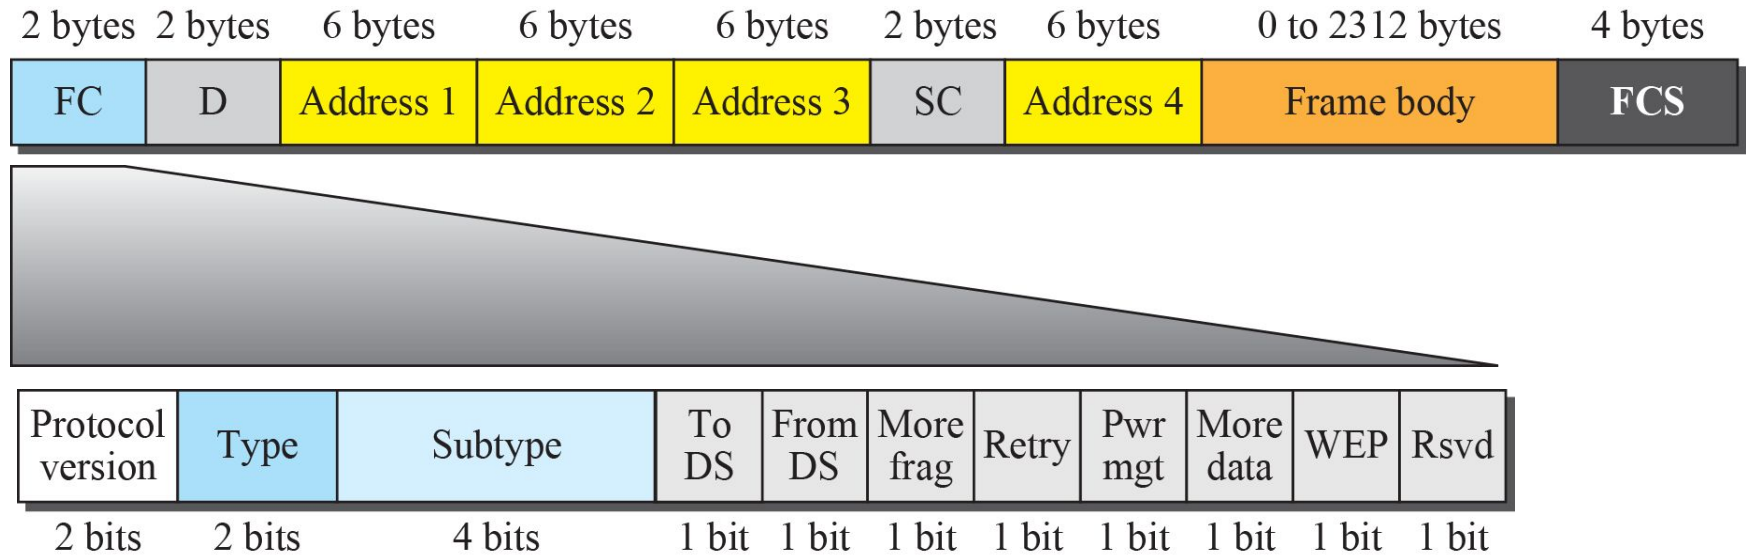 2 bytes 2 bytes 6 bytes 6 bytes 6 bytes 2 bytes 6 bytes 0 to 2312 bytes 4 bytes
FC D Address 1 Address 2 Address 3 SC Address 4 Frame body FCS
Protocol version Type Subtype To DS From DS More frag Retry Pwr mgt More data WEP Rsvd
2 bits 2 bits 4 bits 1 bit 1 bit 1 bit 1 bit 1 bit 1 bit 1 bit 1 bit